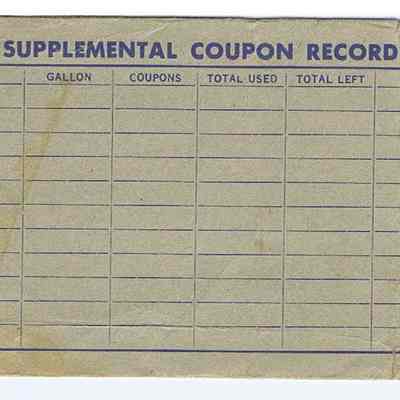 SUPPLEMENTAL COUPON RECORD
GALLON COUPONS TOTAL USED TOTAL LEFT